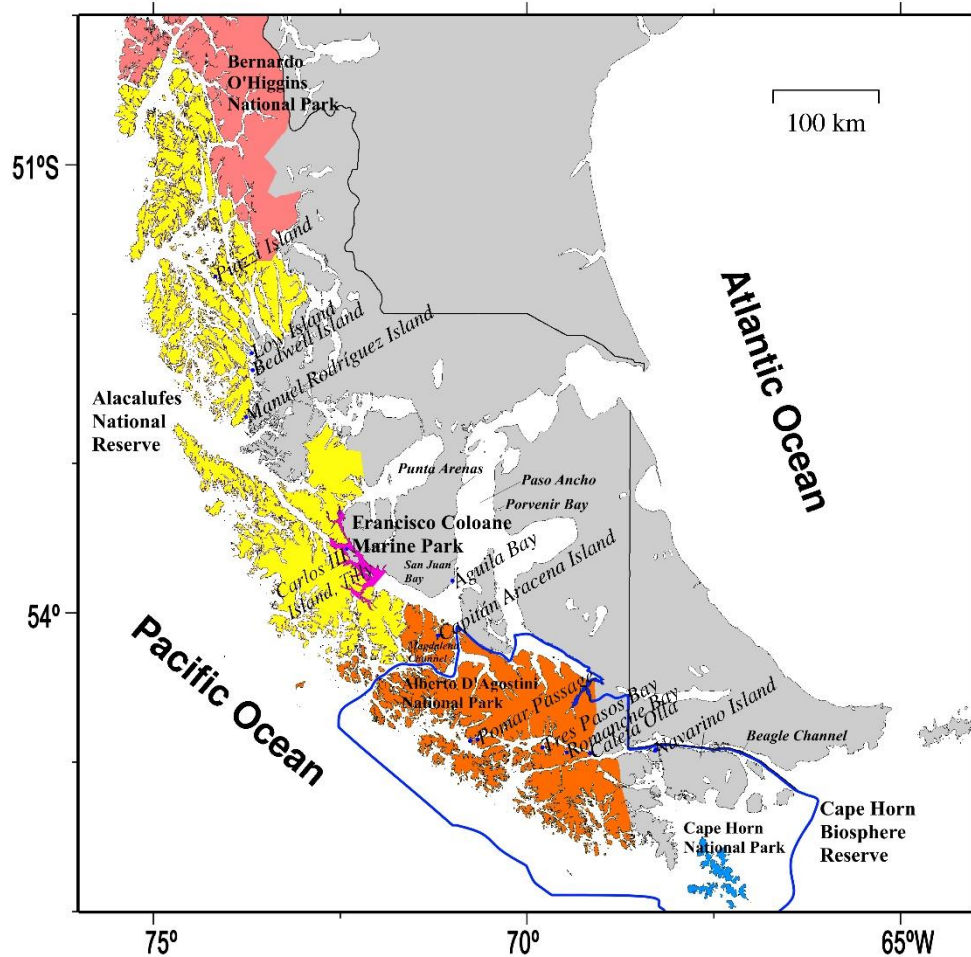 Bernardo
O'Higgins
National Park
100 km
51ºS
Piazzi Island
Atlantic Ocean
Low Island
Bedwell Island
Manuel Rodríguez Island
Alacalufes
National
Reserve
Punta Arenas
Paso Ancho
Porvenir Bay
Francisco Coloane
Marine Park
San Juan
Bay
Águila Bay
Carlos III
Island, Tilly
54º
Capitán Aracena Island
Magdalena
Channel
Pacific Ocean
Alberto D'Agostini
National Park
Pomar Passage
Tres Pasos Bay
Romanche Bay
Caleta Olla
Navarino Island
Beagle Channel
Cape Horn
National Park
Cape Horn
Biosphere
Reserve
75º
70º
65ºW